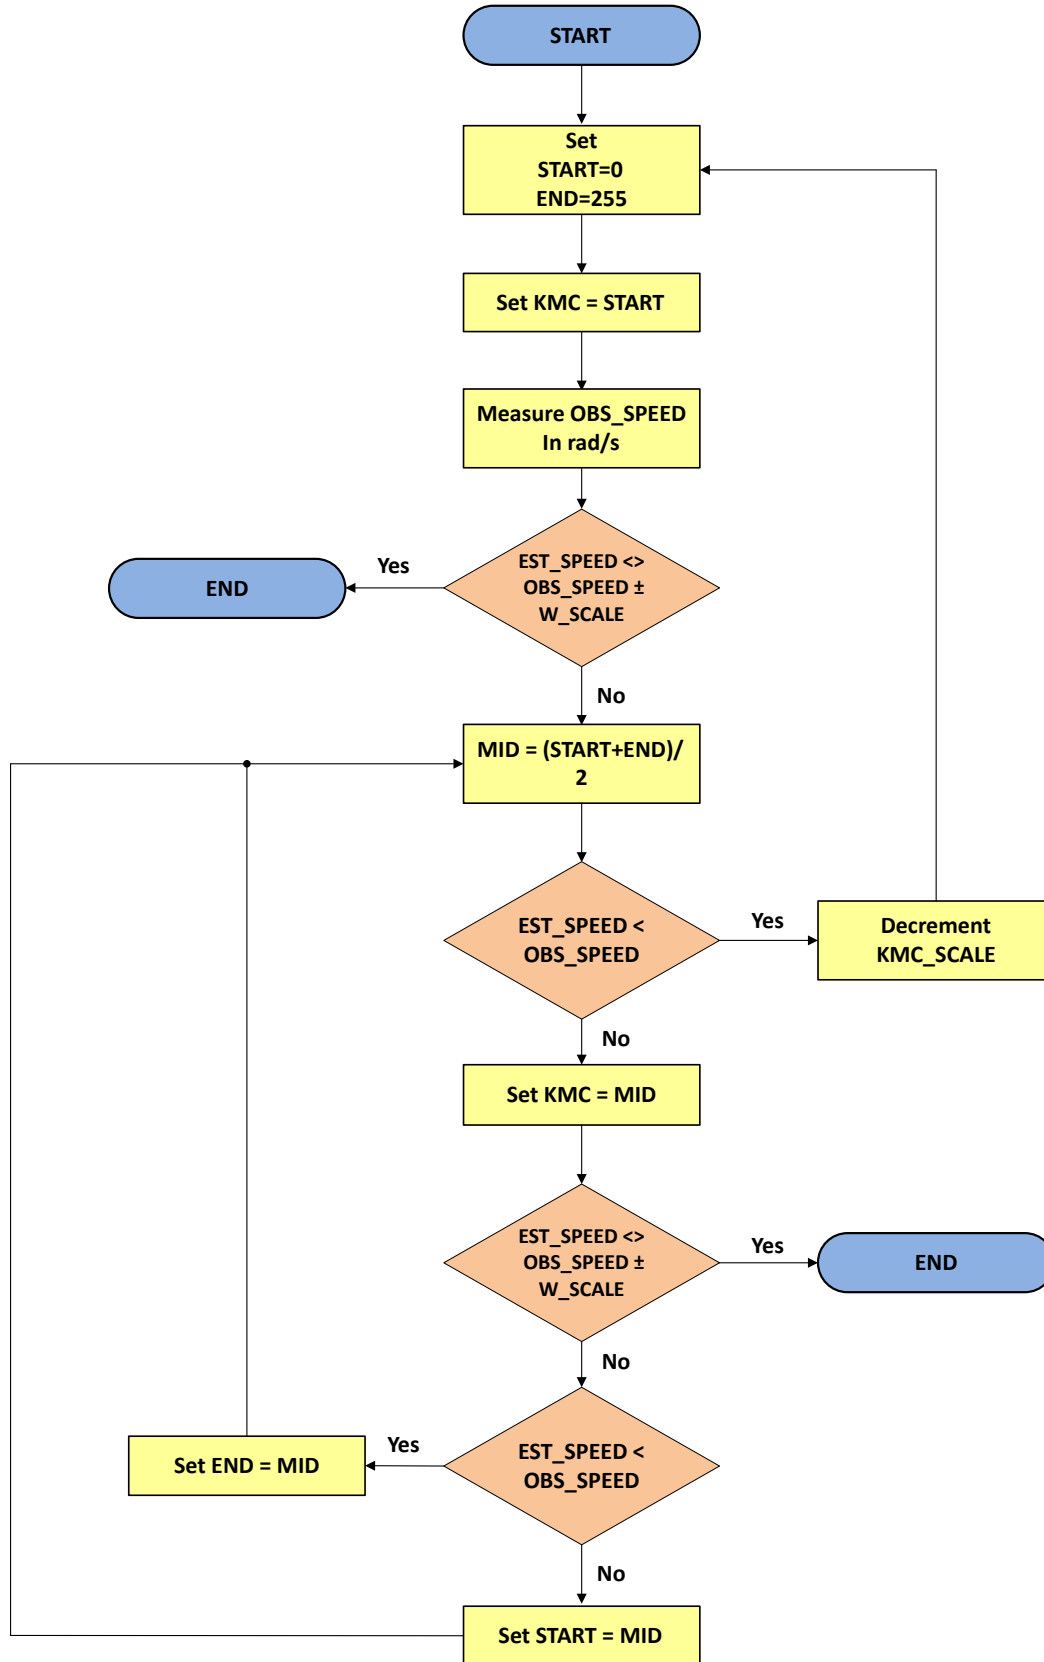 START
Set
START=0
END=255
Set KMC = START
Measure OBS_SPEED
In rad/s
EST_SPEED <>
OBS_SPEED ±
W_SCALE
Yes
END
No
MID = (START+END)/
2
EST_SPEED <
OBS_SPEED
Yes
Decrement
KMC_SCALE
No
Set KMC = MID
EST_SPEED <>
OBS_SPEED ±
W_SCALE
Yes
END
No
EST_SPEED <
OBS_SPEED
Yes
Set END = MID
No
Set START = MID